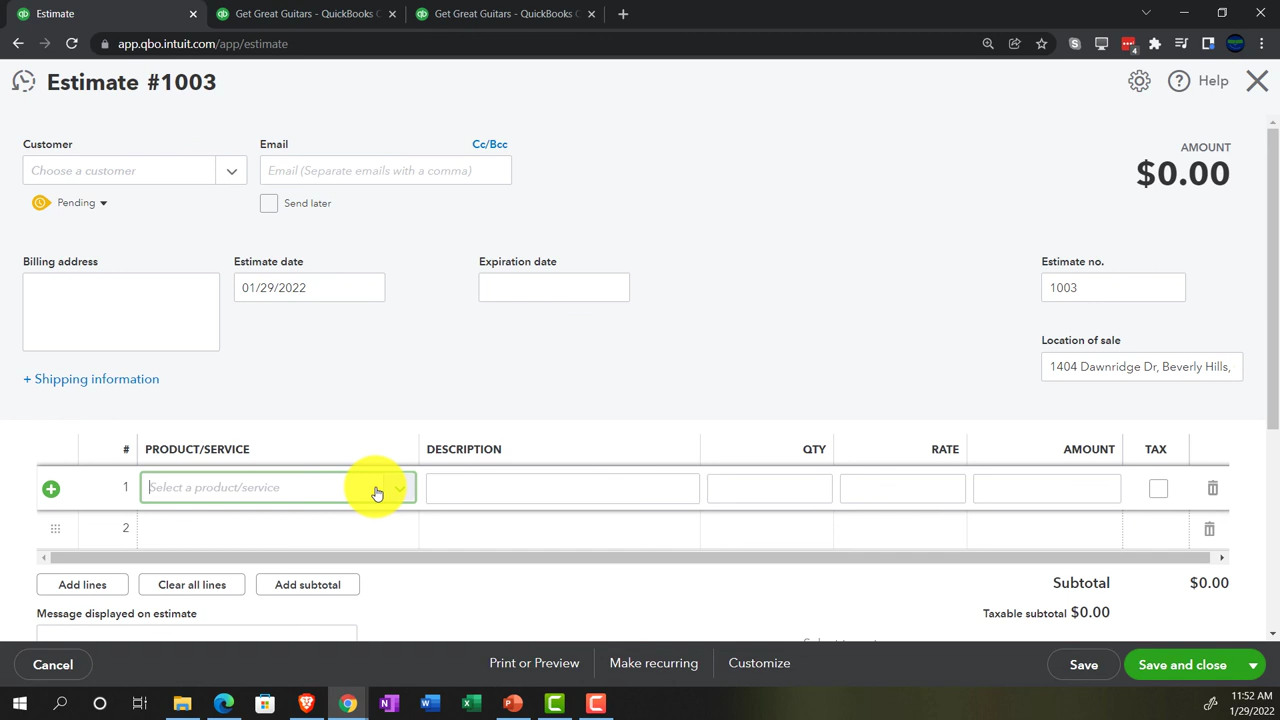 Estimate
Get Great Guitars - QuickBooks
Get Great Guitars - QuickBooks
app.qbo.intuit.com/app/estimate
4
Estimate #1003
Help
Customer
Email
Cc/Bcc
Choose a customer
Email (Separate emails with a comma)
Pending
Send later
AMOUNT
$0.00
Billing address
Estimate date
01/29/2022
Expiration date
Estimate no.
1003
Location of sale
1404 Dawnridge Dr, Beverly Hills,
+ Shipping information
# PRODUCT/SERVICE DESCRIPTION QTY RATE AMOUNT TAX
1 Select a product/service
2
Add lines
Clear all lines
Add subtotal
Subtotal $0.00
Message displayed on estimate
Taxable subtotal $0.00
Cancel
Print or Preview
Make recurring
Customize
Save
Save and close
11:52 AM
1/29/2022